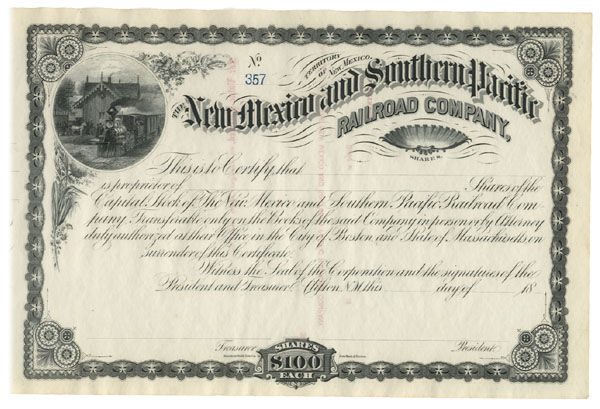 No
357
TERRITORY
OF NEW MEXICO.
THE
New Mexico and Southern Pacific
RAILROAD COMPANY,
SHARES.
This is to Certify, that
is proprietor of Shares of the
Capital Stock of The New Mexico and Southern Pacific Railroad Com-
pany Transferable only on the Books of the said Company in person or by Attorney
duly authorized at their Office in the City of Boston and State of Massachusetts on
surrender of this Certificate.
Witness the Seal of the Corporation and the signatures of the
President and Treasurer. Clifton N.M. this day of 18
Treasurer President
SHARES
$100
EACH